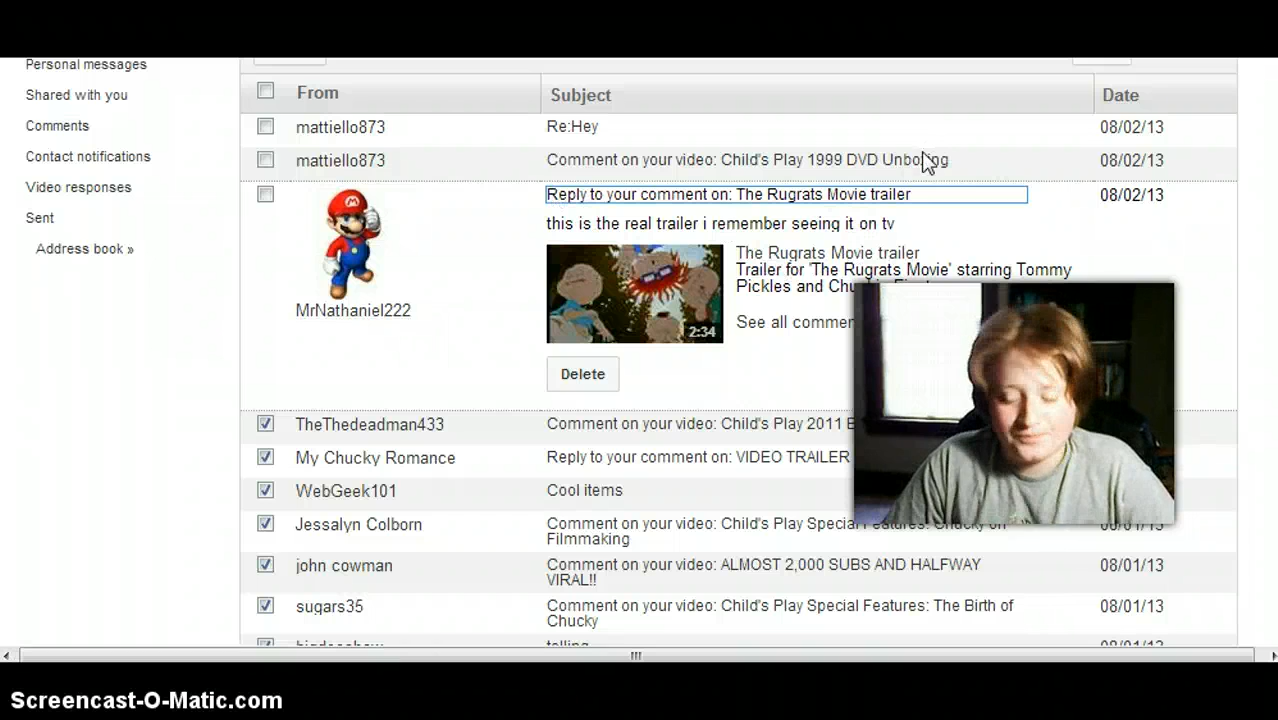 Personal messages
Shared with you
Comments
Contact notifications
Video responses
Sent
Address book »
From Subject Date
mattiello873 Re:Hey 08/02/13
mattiello873 Comment on your video: Child's Play 1999 DVD Unboxing 08/02/13
Reply to your comment on: The Rugrats Movie trailer 08/02/13
this is the real trailer i remember seeing it on tv
M
2:34
The Rugrats Movie trailer
Trailer for 'The Rugrats Movie' starring Tommy
Pickles and
See all
MrNathaniel222
Delete
TheThedeadman433 Comment on your video: Child's Play 2011
My Chucky Romance Reply to your comment on: VIDEO TRAILER
WebGeek101 Cool items
Jessalyn Colborn Comment on your video: Child's Play Special Features: Chucky on 08/01/13
Filmmaking
john cowman Comment on your video: ALMOST 2,000 SUBS AND HALFWAY 08/01/13
VIRAL!!
sugars35 Comment on your video: Child's Play Special Features: The Birth of 08/01/13
Chucky
08/01/13
Screencast-O-Matic.com